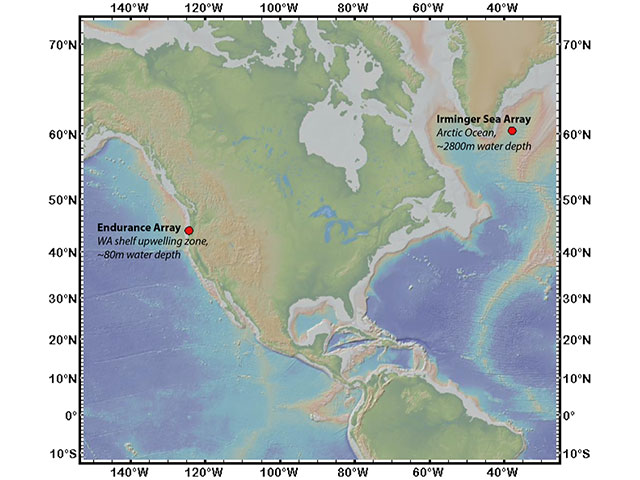 140°W 120°W 100°W 80°W 60°W 40°W
70°N 70°N
Irminger Sea Array
Arctic Ocean,
~2800m water depth
60°N 60°N
50°N 50°N
Endurance Array
WA shelf upwelling zone,
~80m water depth
40°N 40°N
30°N 30°N
20°N 20°N
10°N 10°N
0° 0°
10°S 10°S
140°W 120°W 100°W 80°W 60°W 40°W